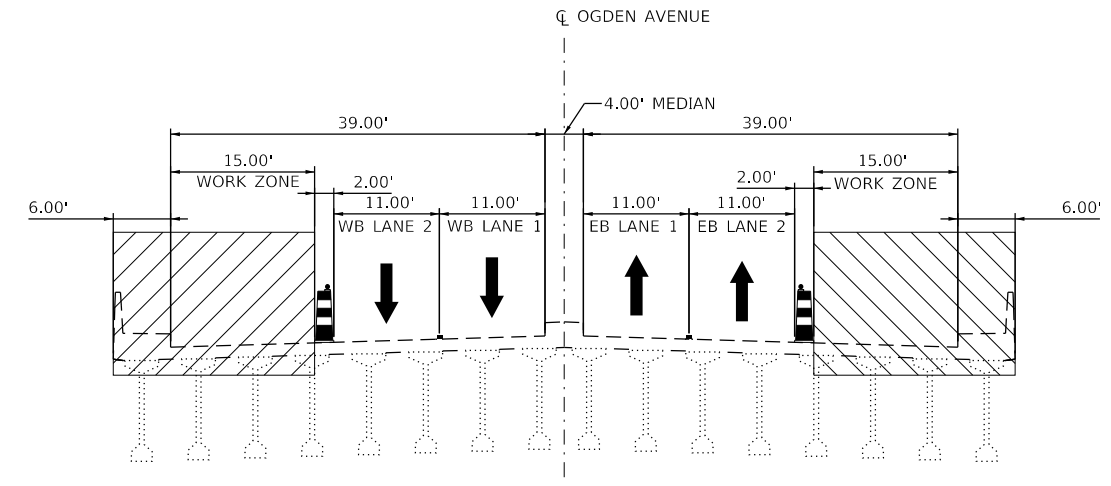 ℄ OGDEN AVENUE
4.00' MEDIAN
39.00' 39.00'
15.00' 15.00'
WORK ZONE WORK ZONE
2.00' 2.00'
6.00' 11.00' 11.00' 11.00' 11.00' 6.00'
WB LANE 2 WB LANE 1 EB LANE 1 EB LANE 2